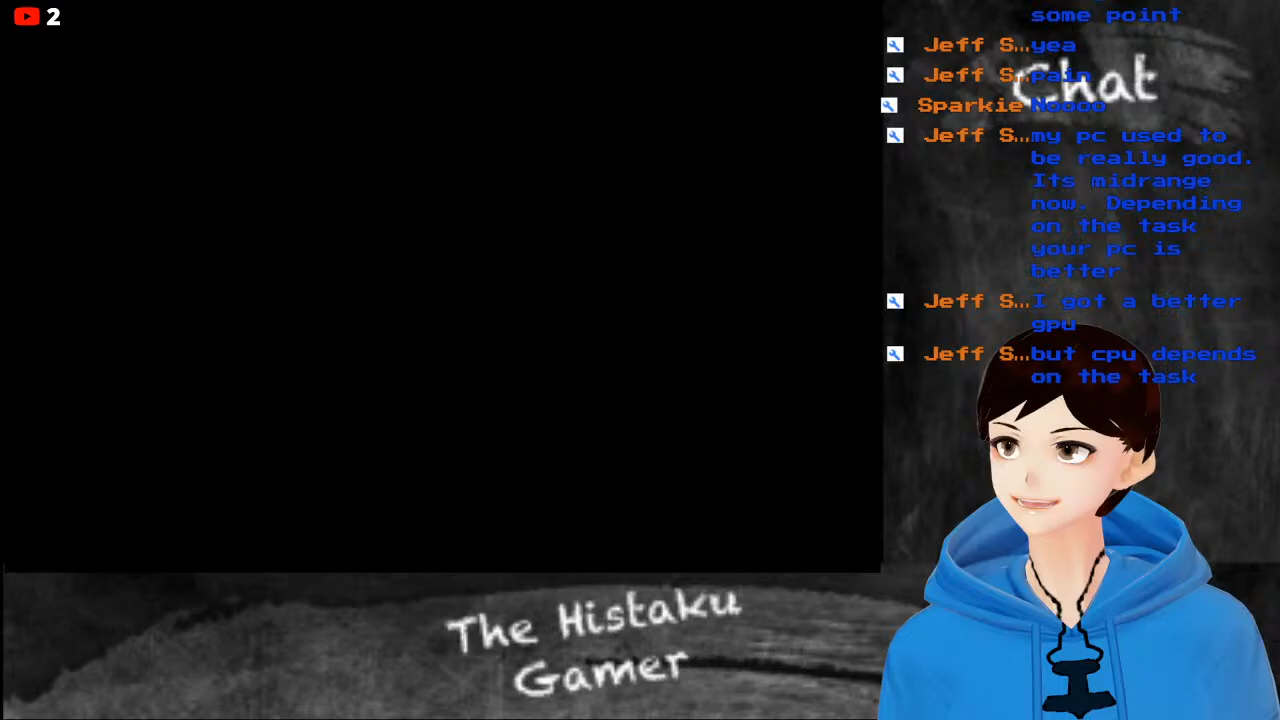 2
some point
Jeff S...yea
Jeff S...pain
Chat
Sparkie Noooo
Jeff S...my pc used to
be really good.
Its midrange
now. Depending
on the task
your pc is
better
Jeff S...I got a better
gpu
Jeff S...but cpu depends
on the task
The Histaku
Gamer